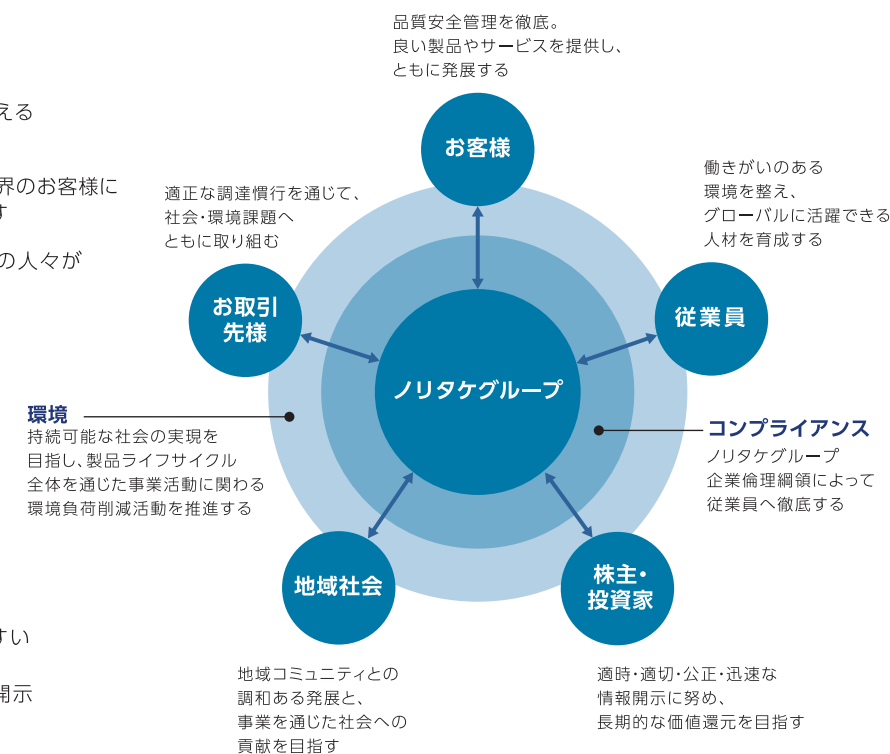 える
界のお客様に
す
の人々が
すい
開示
品質安全管理を徹底。
良い製品やサービスを提供し、
ともに発展する
お客様
適正な調達慣行を通じて、
社会・環境課題へ
ともに取り組む
お取引
先様
働きがいのある
環境を整え、
グローバルに活躍できる
人材を育成する
従業員
ノリタケグループ
環境
持続可能な社会の実現を
目指し、製品ライフサイクル
全体を通じた事業活動に関わる
環境負荷削減活動を推進する
コンプライアンス
ノリタケグループ
企業倫理綱領によって
従業員へ徹底する
地域社会
地域コミュニティとの
調和ある発展と、
事業を通じた社会への
貢献を目指す
株主・
投資家
適時・適切・公正・迅速な
情報開示に努め、
長期的な価値還元を目指す